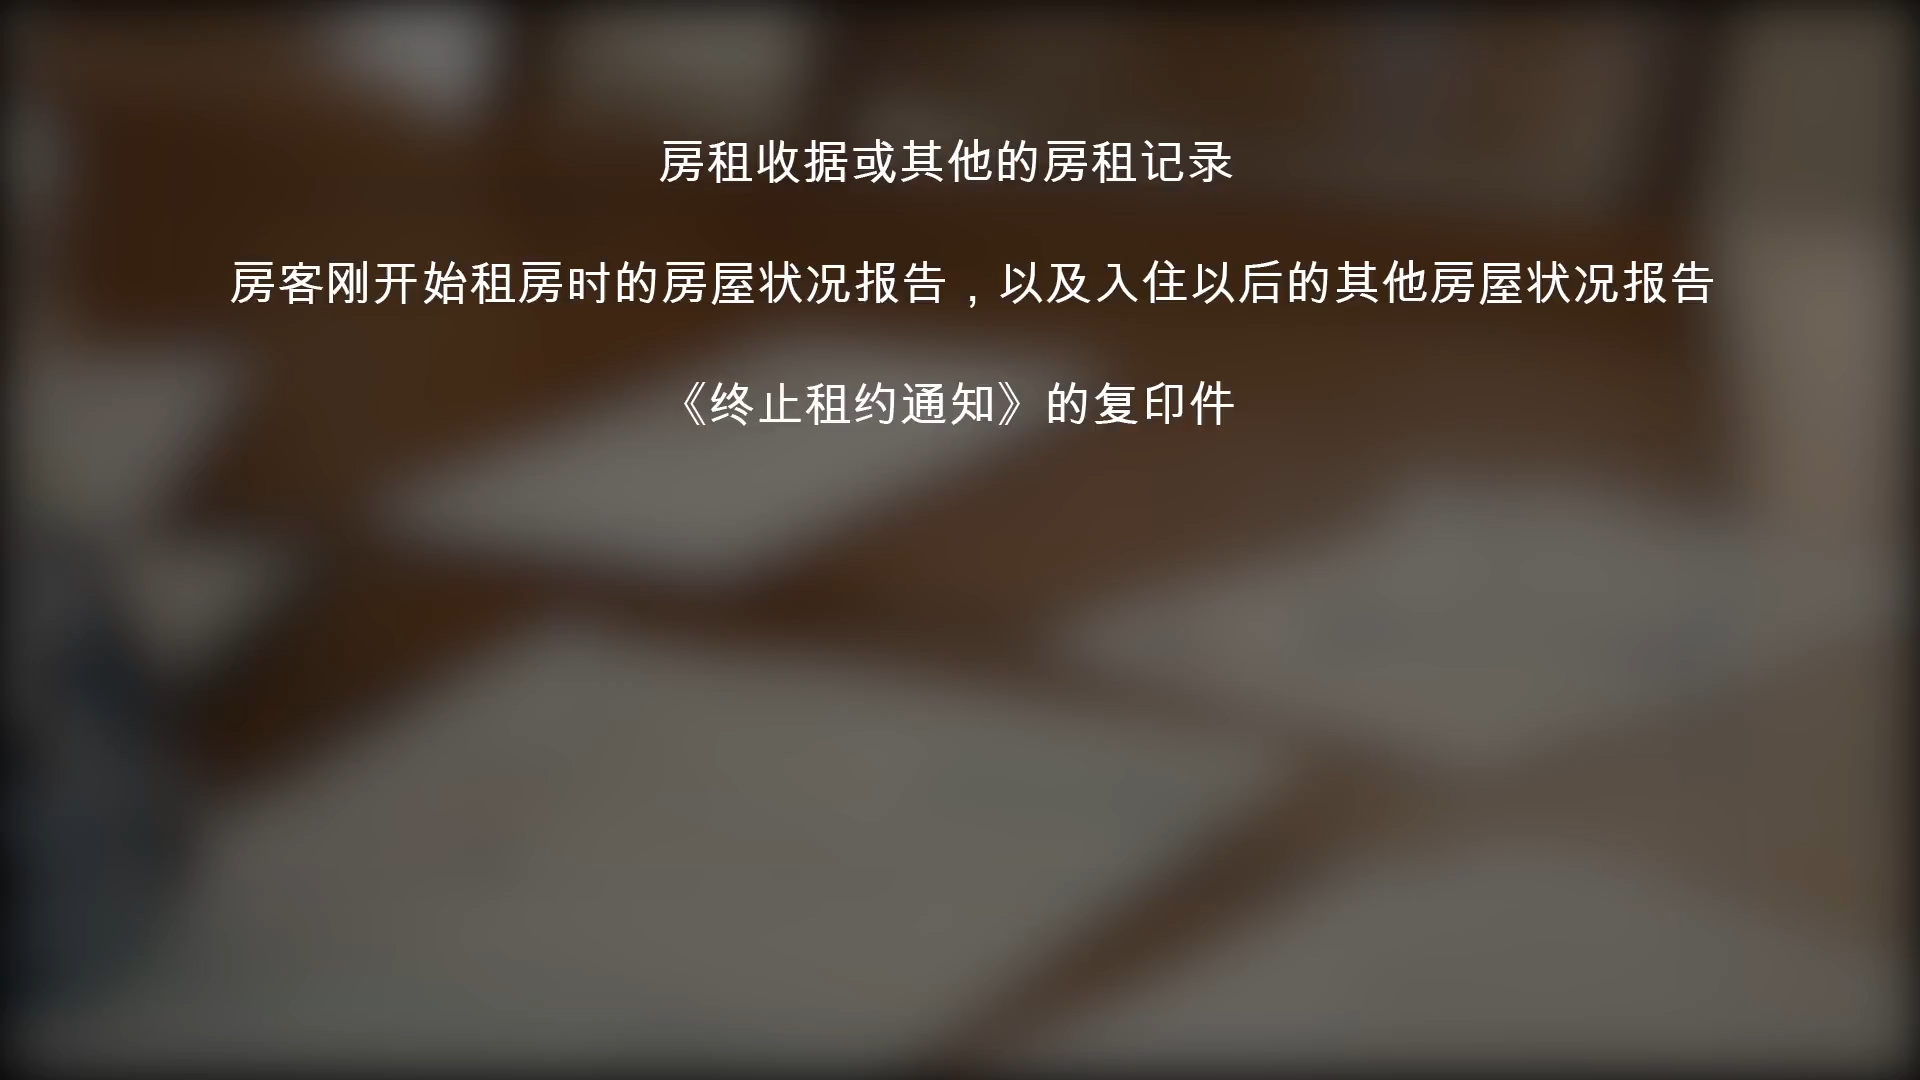 房租收据或其他的房租记录
房客刚开始租房时的房屋状况报告，以及入住以后的其他房屋状况报告
《终止租约通知》的复印件